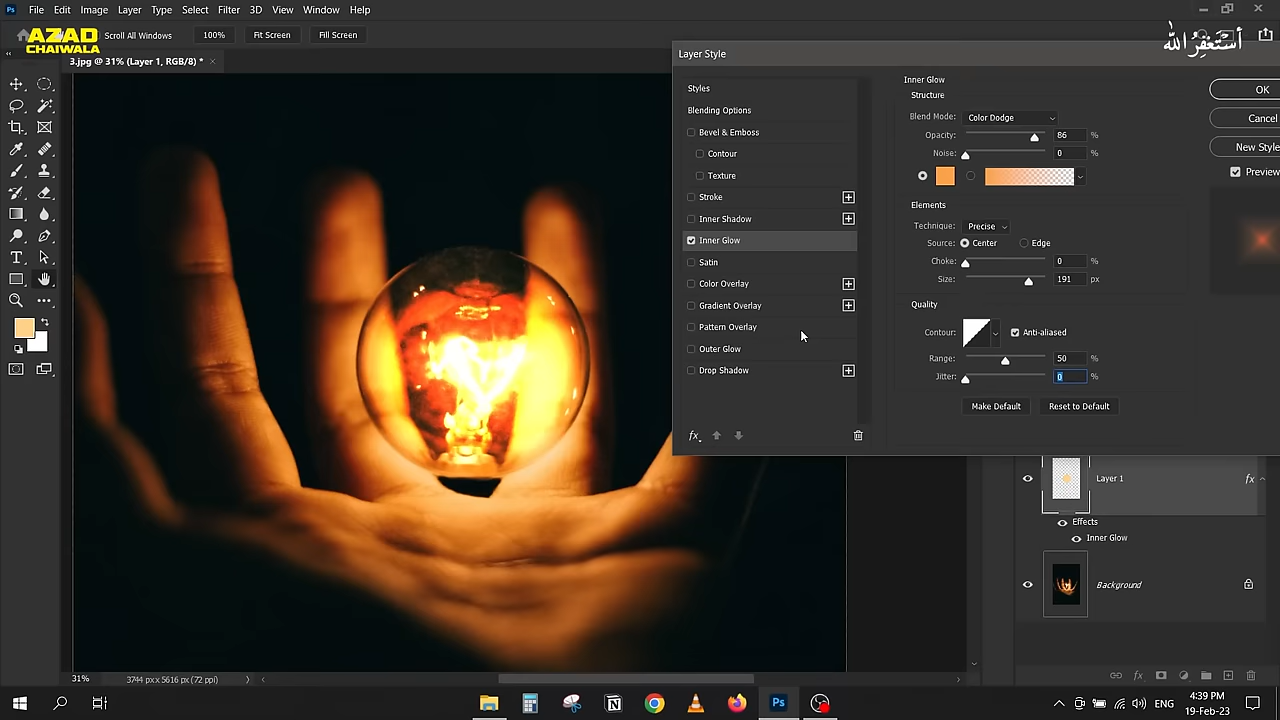 Ps File Edit Image Layer Type Select Filter 3D View Window Help
AZAD
CHAIWALA
Scroll All Windows 100% Fit Screen Fill Screen
أستغفر الله
3.jpg @ 31% (Layer 1, RGB/8) *
Layer Style
Styles
Blending Options
Bevel & Emboss
Contour
Texture
Stroke
Inner Shadow
Inner Glow
Satin
Color Overlay
Gradient Overlay
Pattern Overlay
Outer Glow
Drop Shadow
fx
Inner Glow
Structure
Blend Mode: Color Dodge
Opacity: 86 %
Noise: 0 %
Elements
Technique: Precise
Source: Center Edge
Choke: 0 %
Size: 191 px
Quality
Contour: Anti-aliased
Range: 50 %
Jitter: 0 %
Make Default Reset to Default
OK
Cancel
New Style
Preview
Layer 1 fx
Effects
Inner Glow
Background
fx
31% 3744 px x 5616 px (72 ppi)
Ps
ENG
4:39 PM
19-Feb-23